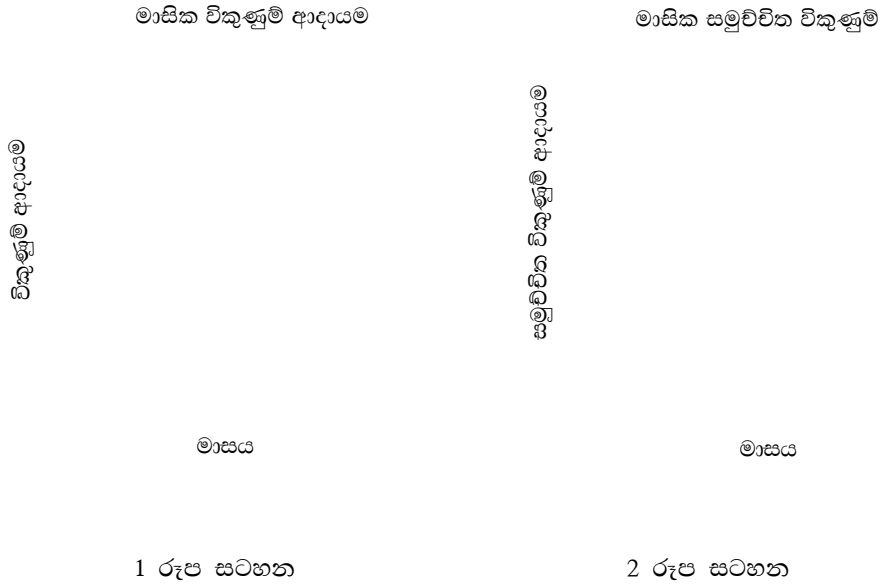 මාසික විකුණුම් ආදායම
විකුණුම් ආදායම
මාසය
1 රූප සටහන
මාසික සමුච්චිත විකුණුම්
සමුච්චිත විකුණුම් ආදායම
මාසය
2 රූප සටහන